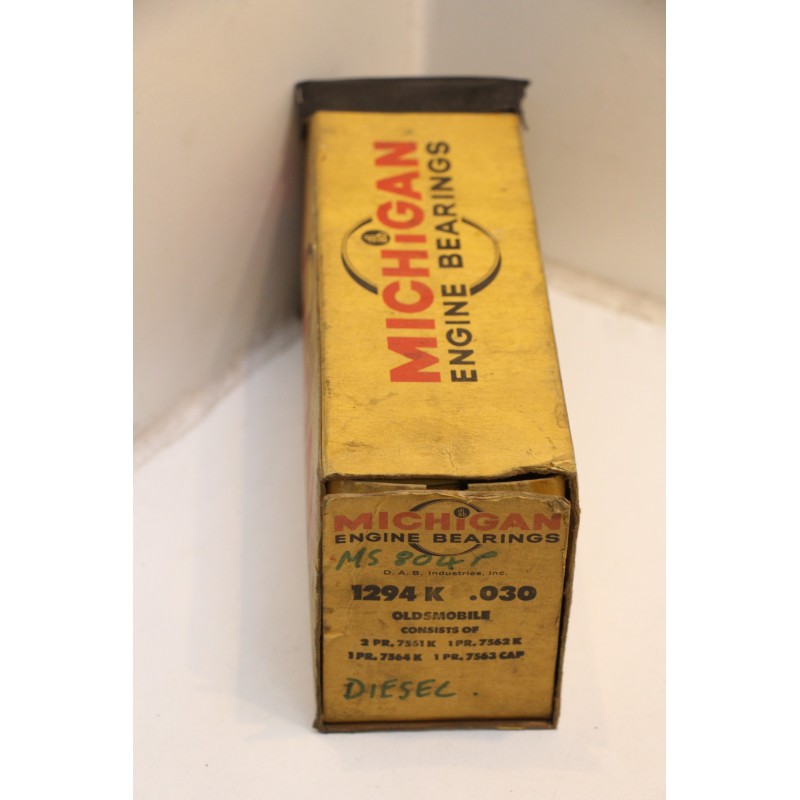 MICHiGAN
ENGINE BEARINGS
MICHiGAN
ENGINE BEARINGS
MS 804 P
D. A. B. Industries, Inc.
1294 K .030
OLDSMOBILE
CONSISTS OF
2 PR. 7561 K 1 PR. 7562 K
1 PR. 7564 K 1 PR. 7563 CAP
DIESEL.